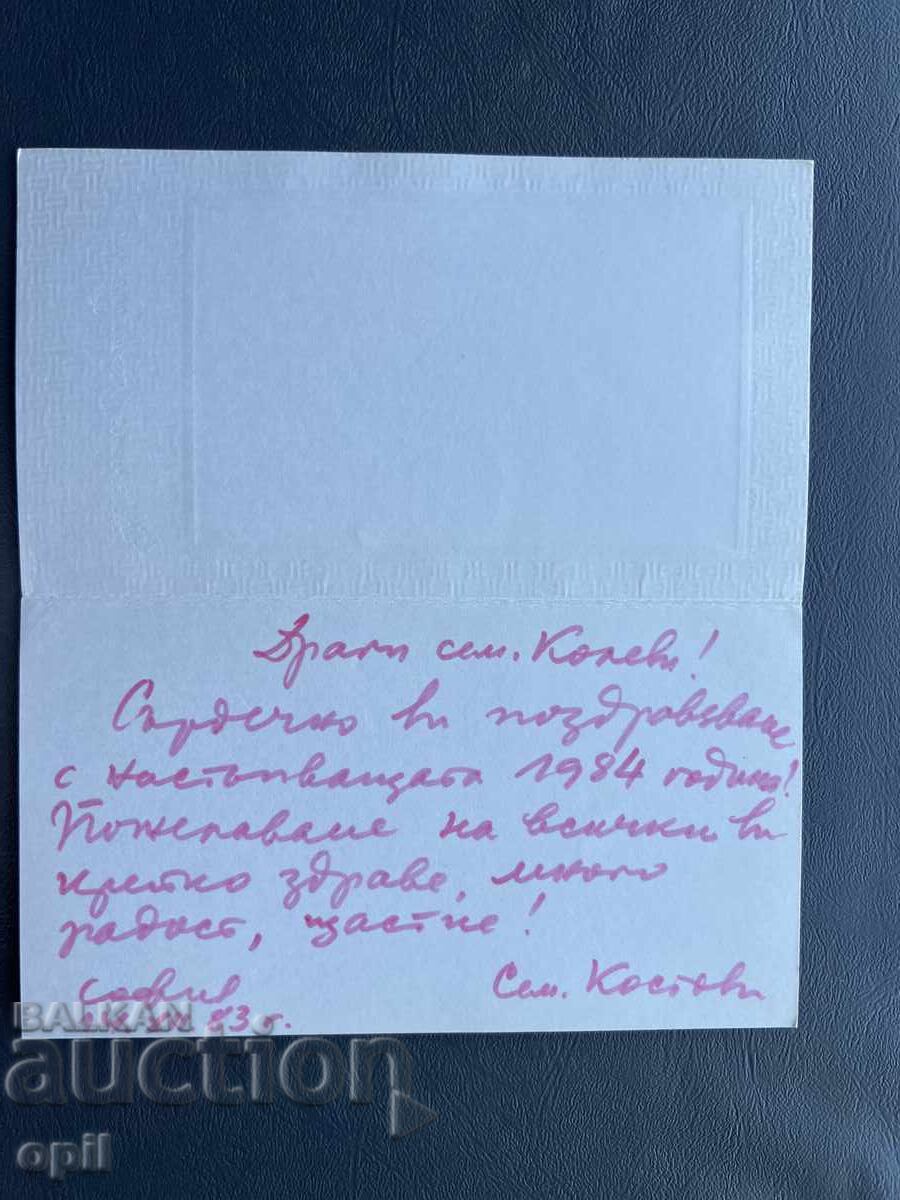 Драги сем. Колеви!
Сърдечно ви поздравяваме
с настъпващата 1984 година!
Пожелаваме на всички ви
крепко здраве, много
радост, щастие!
София Сем. Костови
83 г.
BALKAN
auction
opil